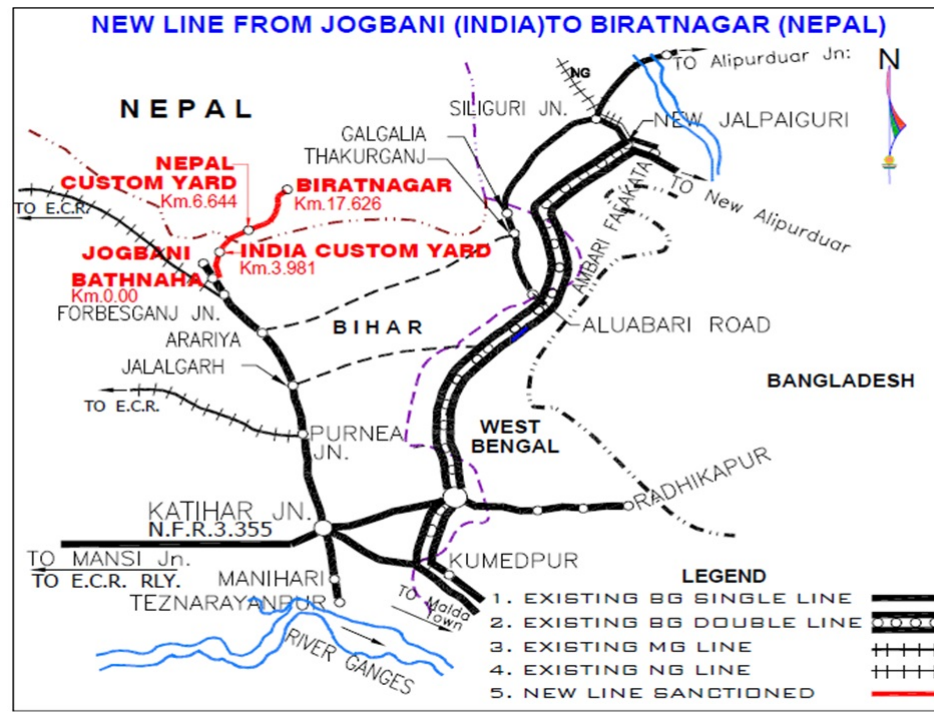 NEW LINE FROM JOGBANI (INDIA)TO BIRATNAGAR (NEPAL)
TO Alipurduar Jn:
N
NG
NEPAL
SILIGURI JN.
NEW JALPAIGURI
GALGALIA
THAKURGANJ
NEPAL
CUSTOM YARD
Km.6.644
BIRATNAGAR
Km.17.626
TO E.C.R.
TO New Alipurduar
AMBARI FALAKATA
JOGBANI
INDIA CUSTOM YARD
Km.3.981
BATHNAHA
Km.0.00
FORBESGANJ JN.
ARARIYA
BIHAR
ALUABARI ROAD
JALALGARH
BANGLADESH
TO E.C.R.
PURNEA
JN.
WEST
BENGAL
RADHIKAPUR
KATIHAR JN.
N.F.R.3.355
TO MANSI Jn.
TO E.C.R. RLY.
KUMEDPUR
MANIHARI
TEZNARAYANPUR
TO Malda
Town
RIVER GANGES
LEGEND
1. EXISTING BG SINGLE LINE
2. EXISTING BG DOUBLE LINE
3. EXISTING MG LINE
4. EXISTING NG LINE
5. NEW LINE SANCTIONED